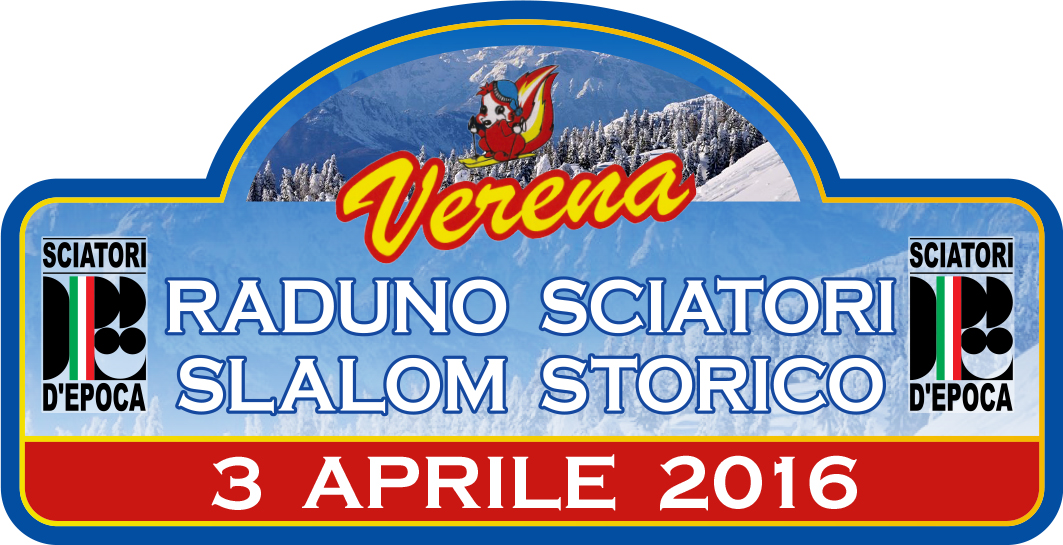 Verena
SCIATORI
D'EPOCA
RADUNO SCIATORI
SLALOM STORICO
SCIATORI
D'EPOCA
3 APRILE 2016